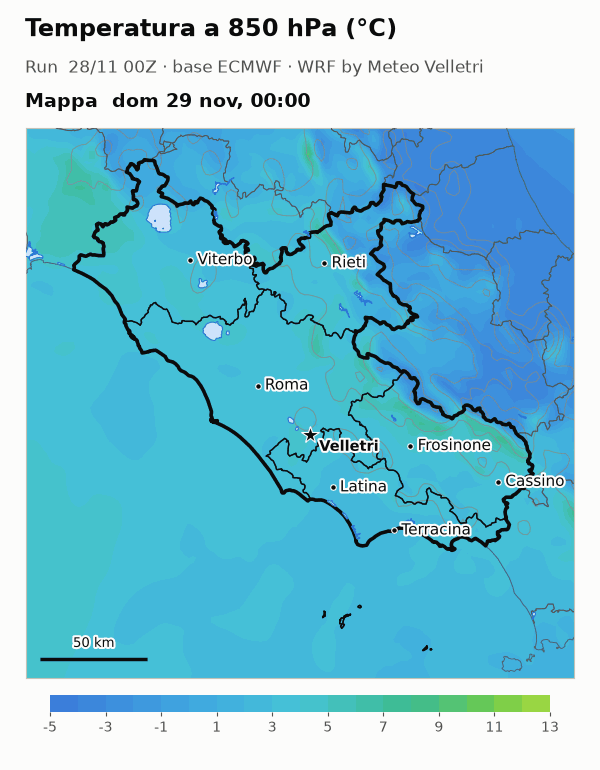 Temperatura a 850 hPa (°C)
Run  28/11 00Z · base ECMWF · WRF by Meteo Velletri
Mappa  dom 29 nov, 00:00
Viterbo
Rieti
Roma
Velletri
Frosinone
Latina
Cassino
Terracina
50 km
-5 -3 -1 1 3 5 7 9 11 13